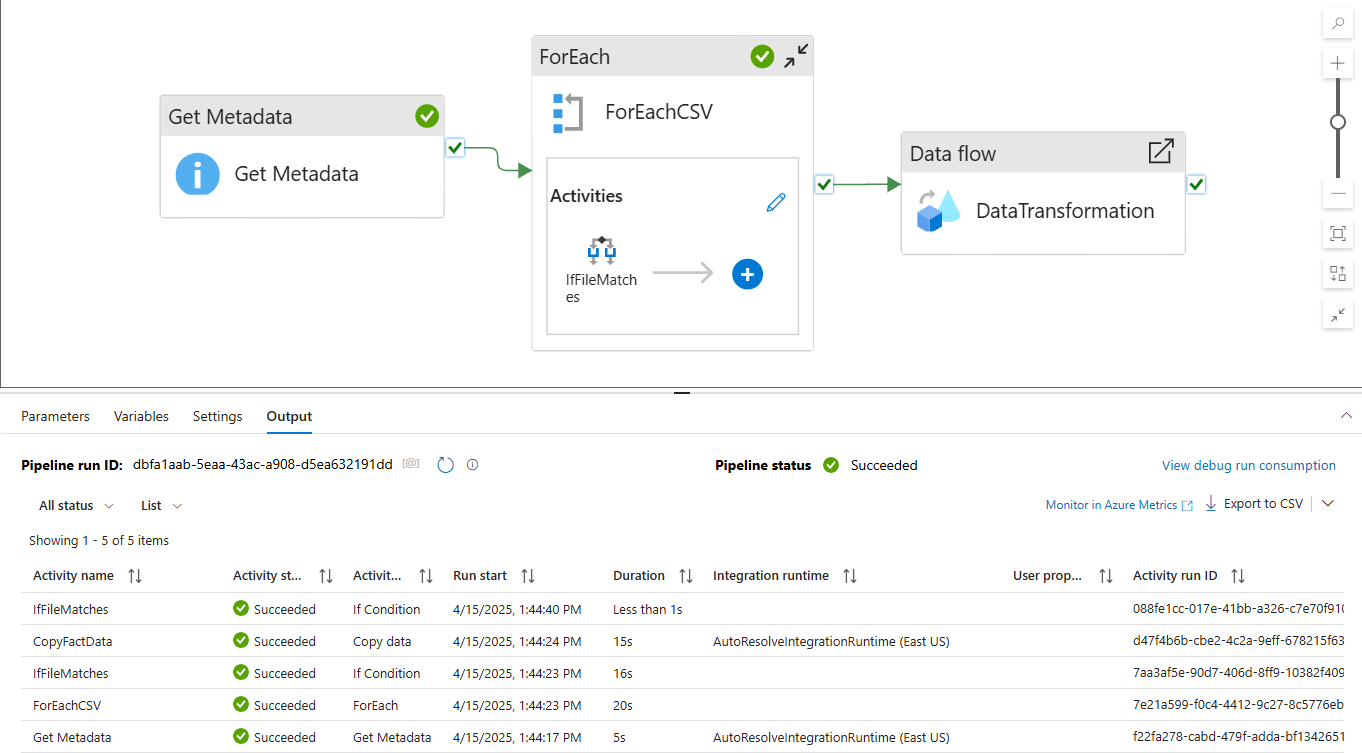 Get Metadata
Get Metadata
ForEach
ForEachCSV
Activities
IfFileMatch
es
Data flow
DataTransformation
Parameters Variables Settings Output
Pipeline run ID: dbfa1aab-5eaa-43ac-a908-d5ea632191dd [@] Pipeline status Succeeded View debug run consumption
All status List Monitor in Azure Metrics Export to CSV
Showing 1 - 5 of 5 items
Activity name Activity st... Activit... Run start Duration Integration runtime User prop... Activity run ID
IfFileMatches Succeeded If Condition 4/15/2025, 1:44:40 PM Less than 1s 088fe1cc-017e-41bb-a326-c7e70f910
CopyFactData Succeeded Copy data 4/15/2025, 1:44:24 PM 15s AutoResolveIntegrationRuntime (East US) d47f4b6b-cbe2-4c2a-9eff-678215f63
IfFileMatches Succeeded If Condition 4/15/2025, 1:44:23 PM 16s 7aa3af5e-90d7-406d-8ff9-10382f409
ForEachCSV Succeeded ForEach 4/15/2025, 1:44:23 PM 20s 7e21a599-f0c4-4412-9c27-8c5776eb
Get Metadata Succeeded Get Metadata 4/15/2025, 1:44:17 PM 5s AutoResolveIntegrationRuntime (East US) f22fa278-cabd-479f-adda-bf1342651